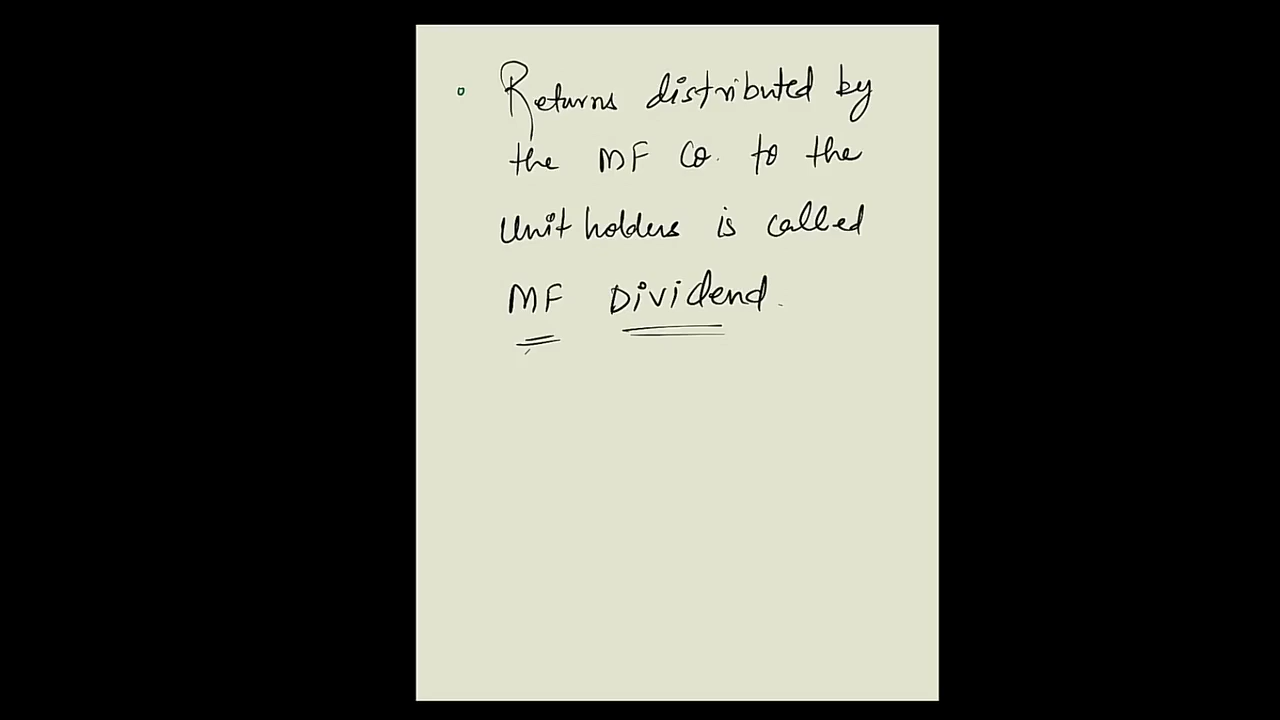 Returns distributed by
the MF Co. to the
Unit holders is called
MF Dividend.